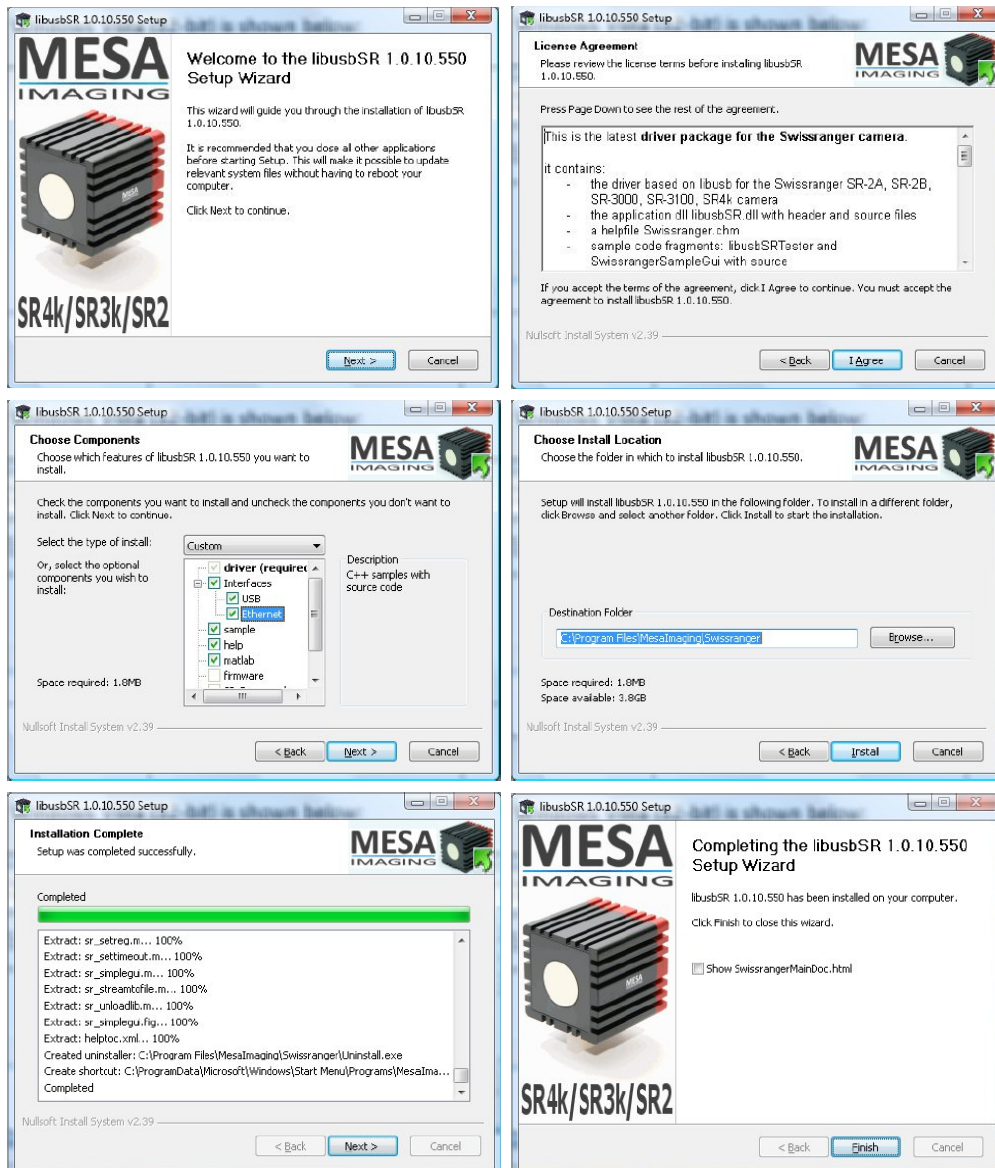 libusbSR 1.0.10.550 Setup
MESA
IMAGING
SR4k/SR3k/SR2
Welcome to the libusbSR 1.0.10.550
Setup Wizard
This wizard will guide you through the installation of libusbSR
1.0.10.550.
It is recommended that you close all other applications
before starting Setup. This will make it possible to update
relevant system files without having to reboot your
computer.
Click Next to continue.
Next >
Cancel
libusbSR 1.0.10.550 Setup
License Agreement
Please review the license terms before installing libusbSR
1.0.10.550.
MESA
IMAGING
Press Page Down to see the rest of the agreement.
This is the latest driver package for the Swissranger camera.
it contains:
- the driver based on libusb for the Swissranger SR-2A, SR-2B,
SR-3000, SR-3100, SR4k camera
- the application dll libusbSR.dll with header and source files
- a helpfile Swissranger.chm
- sample code fragments: libusbSRTester and
SwissrangerSampleGui with source
If you accept the terms of the agreement, click I Agree to continue. You must accept the
agreement to install libusbSR 1.0.10.550.
Nullsoft Install System v2.39
< Back
I Agree
Cancel
libusbSR 1.0.10.550 Setup
Choose Components
Choose which features of libusbSR 1.0.10.550 you want to
install.
MESA
IMAGING
Check the components you want to install and uncheck the components you don't want to
install. Click Next to continue.
Select the type of install:
Custom
Or, select the optional
components you wish to
install:
driver (required
Interfaces
USB
Ethernet
sample
help
matlab
firmware
Description
C++ samples with
source code
Space required: 1.8MB
Nullsoft Install System v2.39
< Back
Next >
Cancel
libusbSR 1.0.10.550 Setup
Choose Install Location
Choose the folder in which to install libusbSR 1.0.10.550.
MESA
IMAGING
Setup will install libusbSR 1.0.10.550 in the following folder. To install in a different folder,
click Browse and select another folder. Click Install to start the installation.
Destination Folder
C:\Program Files\MesaImaging\Swissranger
Browse...
Space required: 1.8MB
Space available: 3.8GB
Nullsoft Install System v2.39
< Back
Install
Cancel
libusbSR 1.0.10.550 Setup
Installation Complete
Setup was completed successfully.
MESA
IMAGING
Completed
Extract: sr_setreg.m... 100%
Extract: sr_settimeout.m... 100%
Extract: sr_simplegui.m... 100%
Extract: sr_streamtofile.m... 100%
Extract: sr_unloadlib.m... 100%
Extract: sr_simplegui.fig... 100%
Extract: helptoc.xml... 100%
Created uninstaller: C:\Program Files\MesaImaging\Swissranger\Uninstall.exe
Create shortcut: C:\ProgramData\Microsoft\Windows\Start Menu\Programs\MesaIma...
Completed
Nullsoft Install System v2.39
< Back
Next >
Cancel
libusbSR 1.0.10.550 Setup
MESA
IMAGING
MESA
SR4k/SR3k/SR2
Completing the libusbSR 1.0.10.550
Setup Wizard
libusbSR 1.0.10.550 has been installed on your computer.
Click Finish to close this wizard.
Show SwissrangerMainDoc.html
< Back
Finish
Cancel